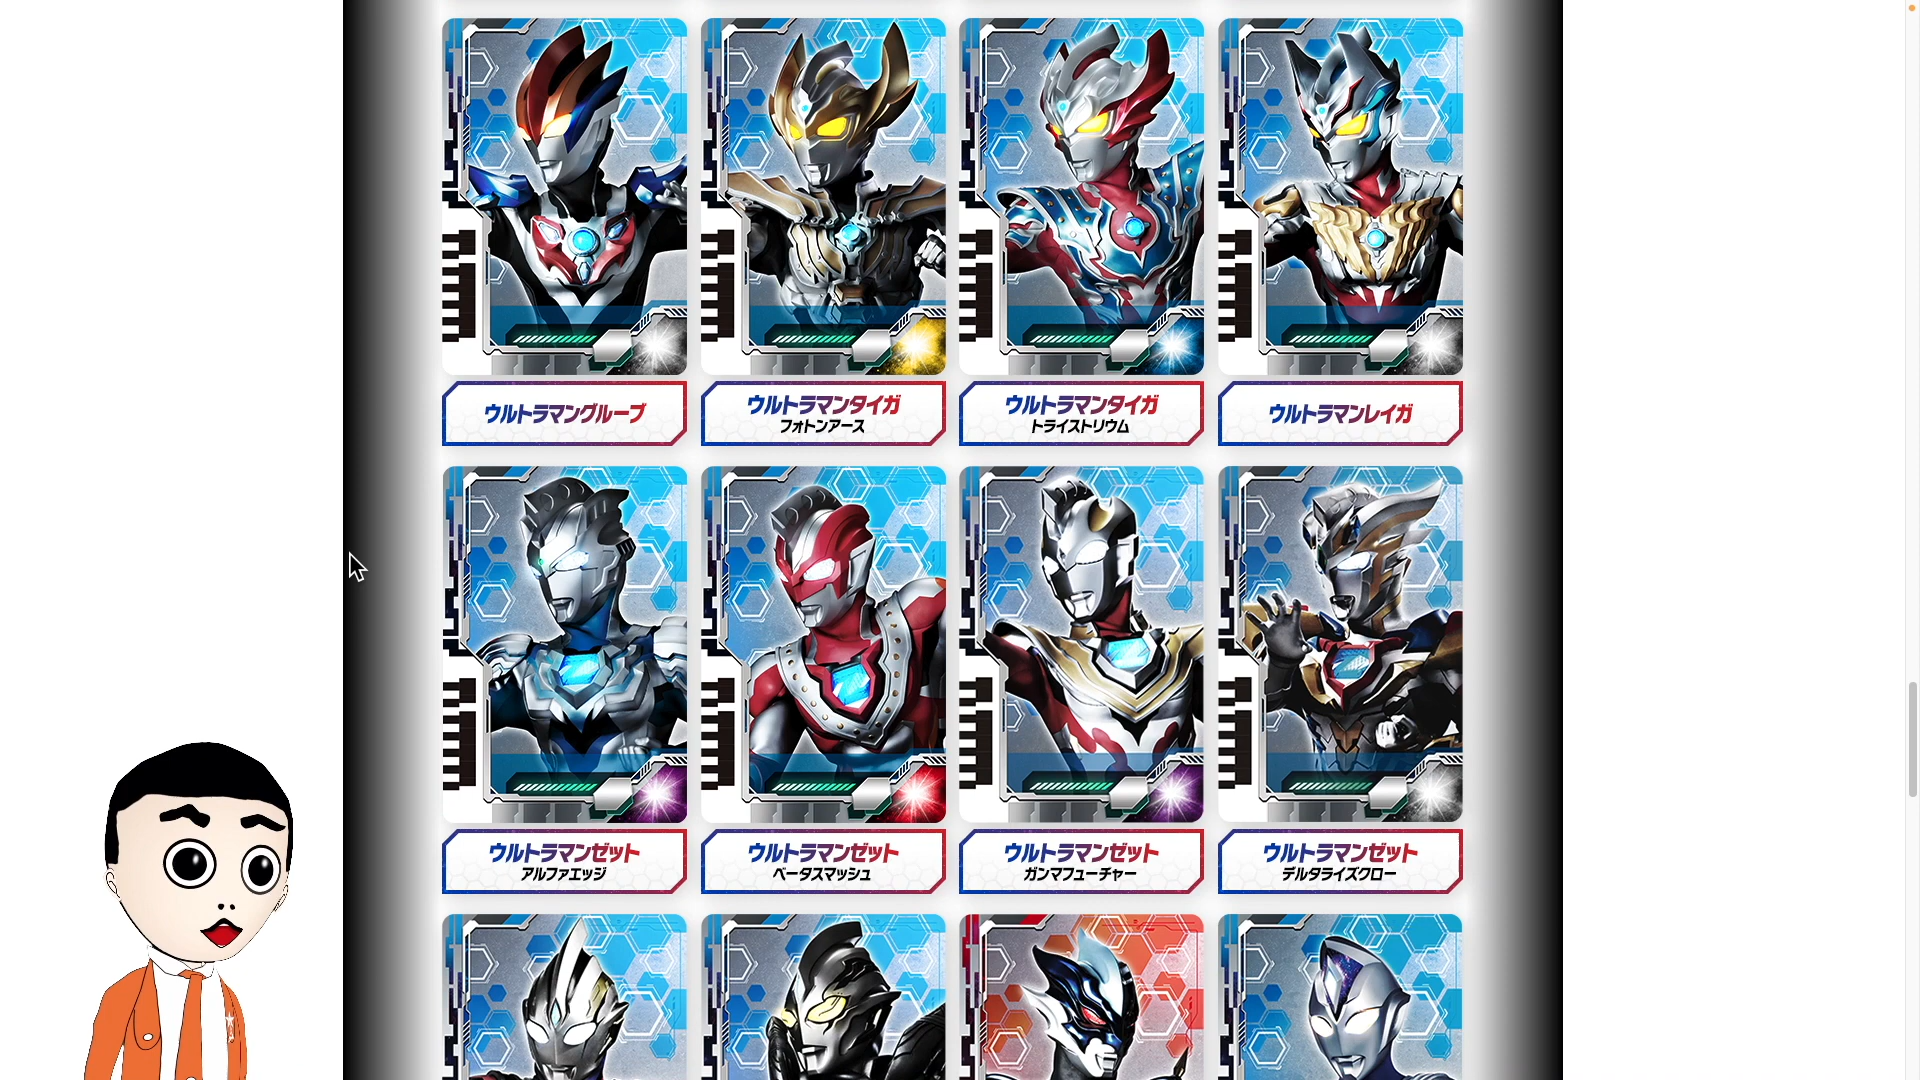 ウルトラマングルーブ
ウルトラマンタイガ
フォトンアース
ウルトラマンタイガ
トライストリウム
ウルトラマンレイガ
ウルトラマンゼット
アルファエッジ
ウルトラマンゼット
ベータスマッシュ
ウルトラマンゼット
ガンマフューチャー
ウルトラマンゼット
デルタライズクロー